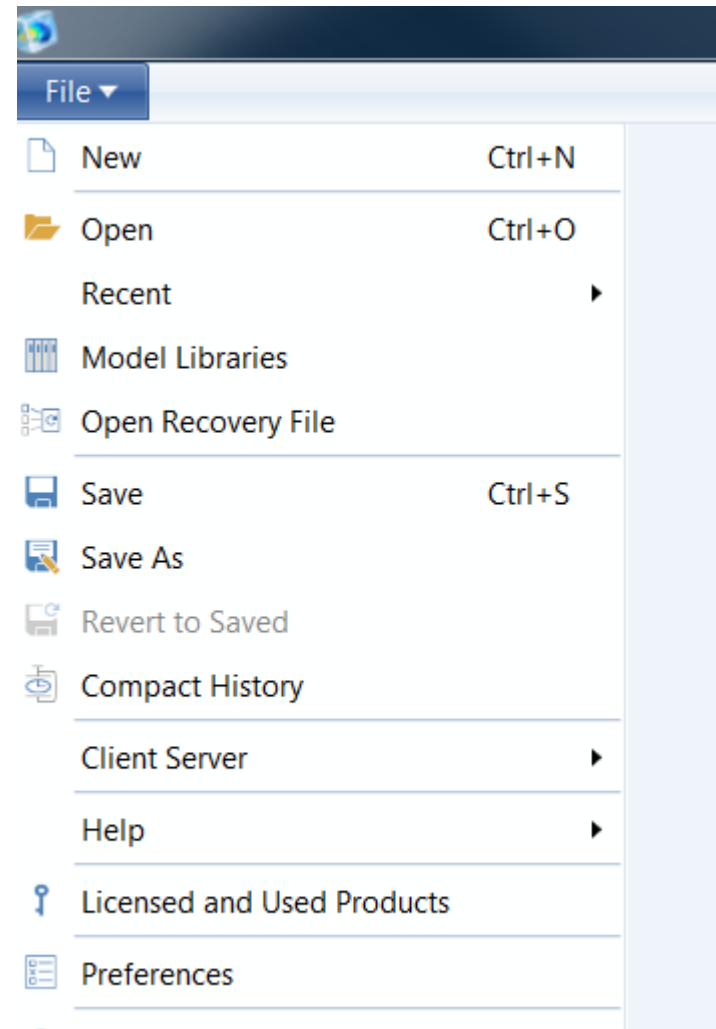 File
New Ctrl+N
Open Ctrl+O
Recent
Model Libraries
Open Recovery File
Save Ctrl+S
Save As
Revert to Saved
Compact History
Client Server
Help
Licensed and Used Products
Preferences